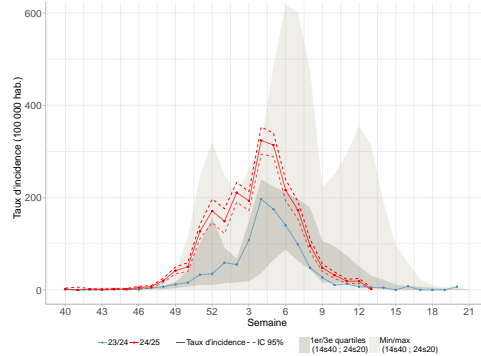 600
400
200
0
Taux d'incidence (100 000 hab.)
40 43 46 49 52 3 6 9 12 15 18 21
Semaine
23/24 24/25 Taux d'incidence IC 95% 1er/3e quartiles (14s40 ; 24s20) Min/max (14s40 ; 24s20)